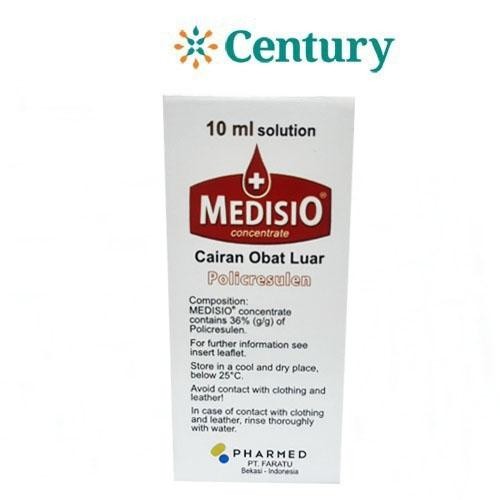 Century
10 ml solution
MEDISIO®
concentrate
Cairan Obat Luar
Policresulen
Composition:
MEDISIO® concentrate
contains 36% (g/g) of
Policresulen.
For further information see
insert leaflet.
Store in a cool and dry place,
below 25°C.
Avoid contact with clothing and
leather!
In case of contact with clothing
and leather, rinse thoroughly
with water.
PHARMED
PT. FARATU
Bekasi - Indonesia